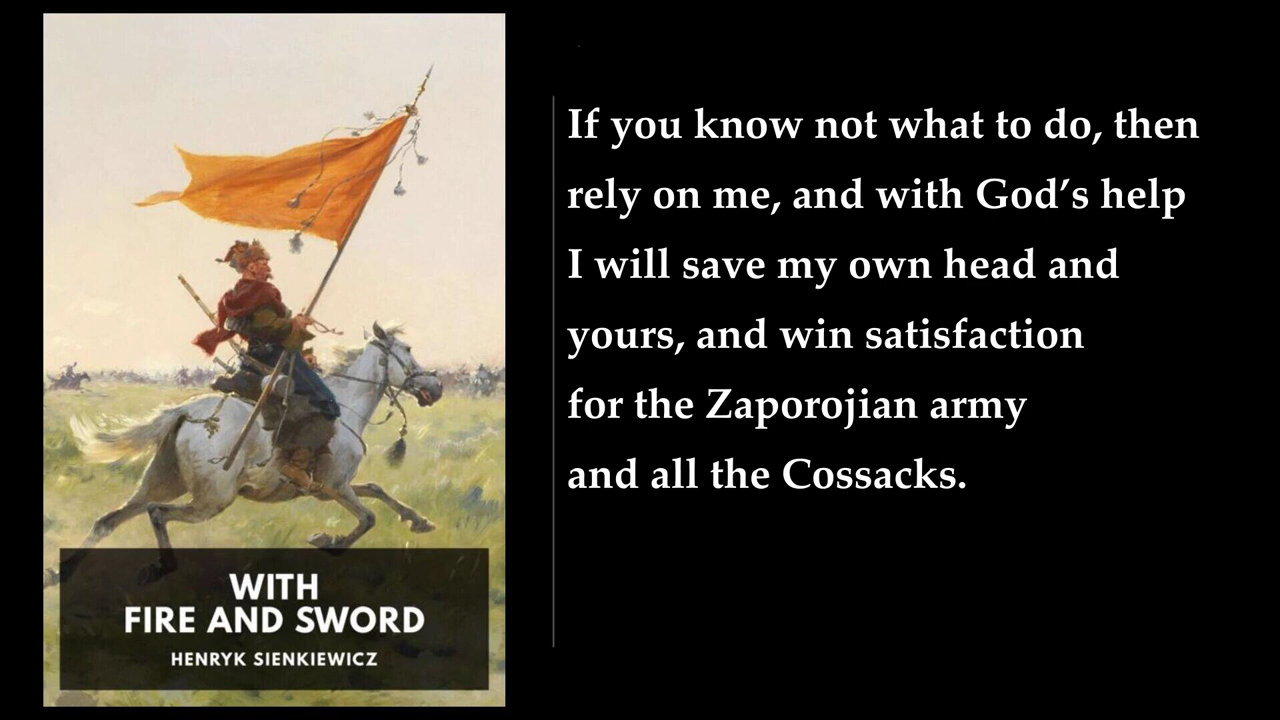 If you know not what to do, then
rely on me, and with God’s help
I will save my own head and
yours, and win satisfaction
for the Zaporojian army
and all the Cossacks.
WITH
FIRE AND SWORD
HENRYK SIENKIEWICZ